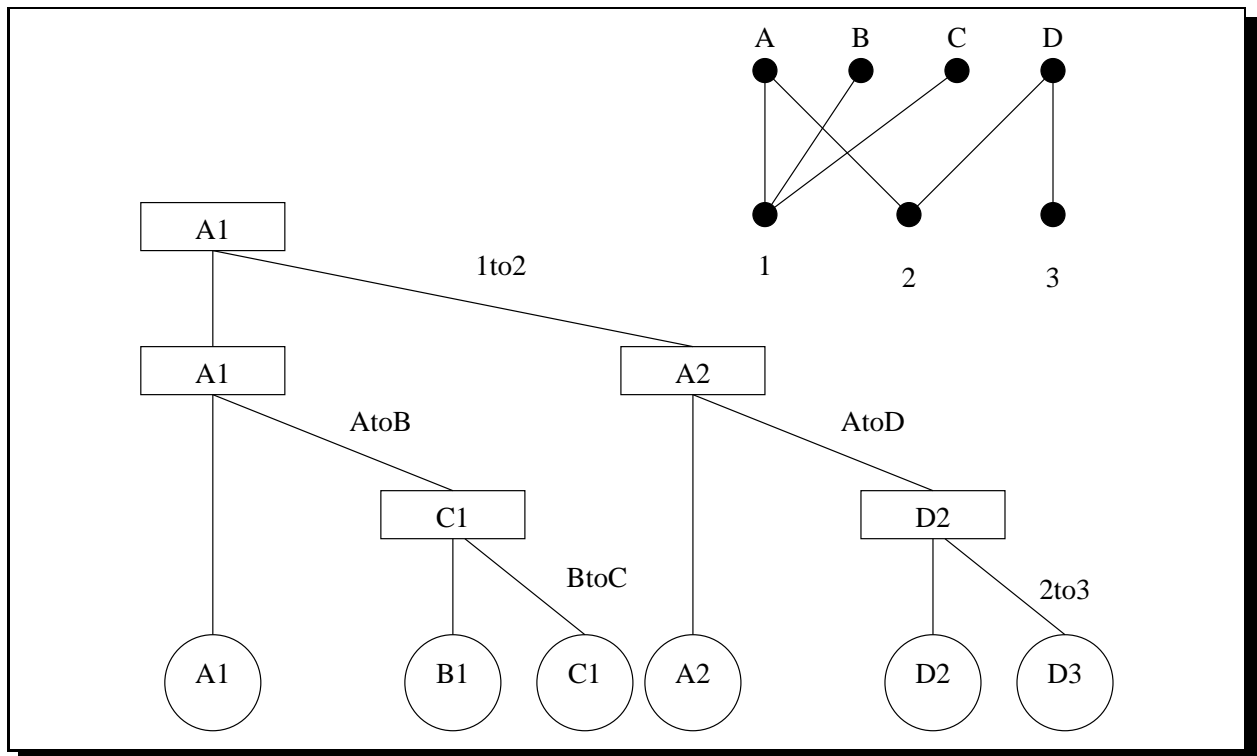 A B C D
A1
1to2
1 2 3
A1 A2
AtoB AtoD
C1 D2
BtoC 2to3
A1 B1 C1 A2 D2 D3